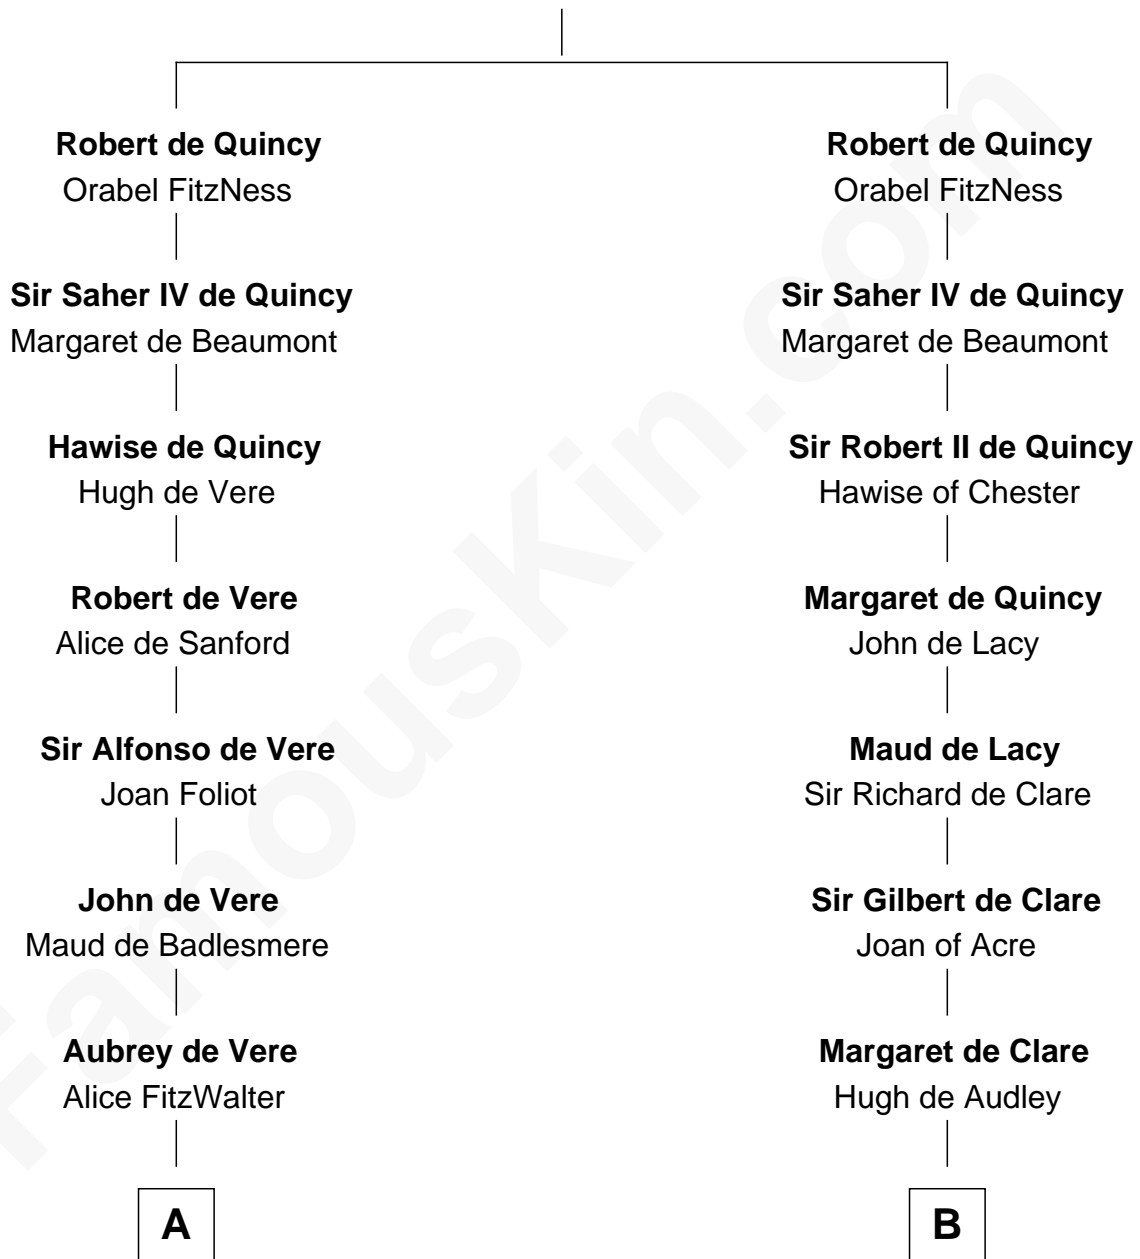 Robert de Quincy
Orabel FitzNess
Sir Saher IV de Quincy
Margaret de Beaumont
Hawise de Quincy
Hugh de Vere
Robert de Vere
Alice de Sanford
Sir Alfonso de Vere
Joan Foliot
John de Vere
Maud de Badlesmere
Aubrey de Vere
Alice FitzWalter
A
Robert de Quincy
Orabel FitzNess
Sir Saher IV de Quincy
Margaret de Beaumont
Sir Robert II de Quincy
Hawise of Chester
Margaret de Quincy
John de Lacy
Maud de Lacy
Sir Richard de Clare
Sir Gilbert de Clare
Joan of Acre
Margaret de Clare
Hugh de Audley
B
FamousKin.com